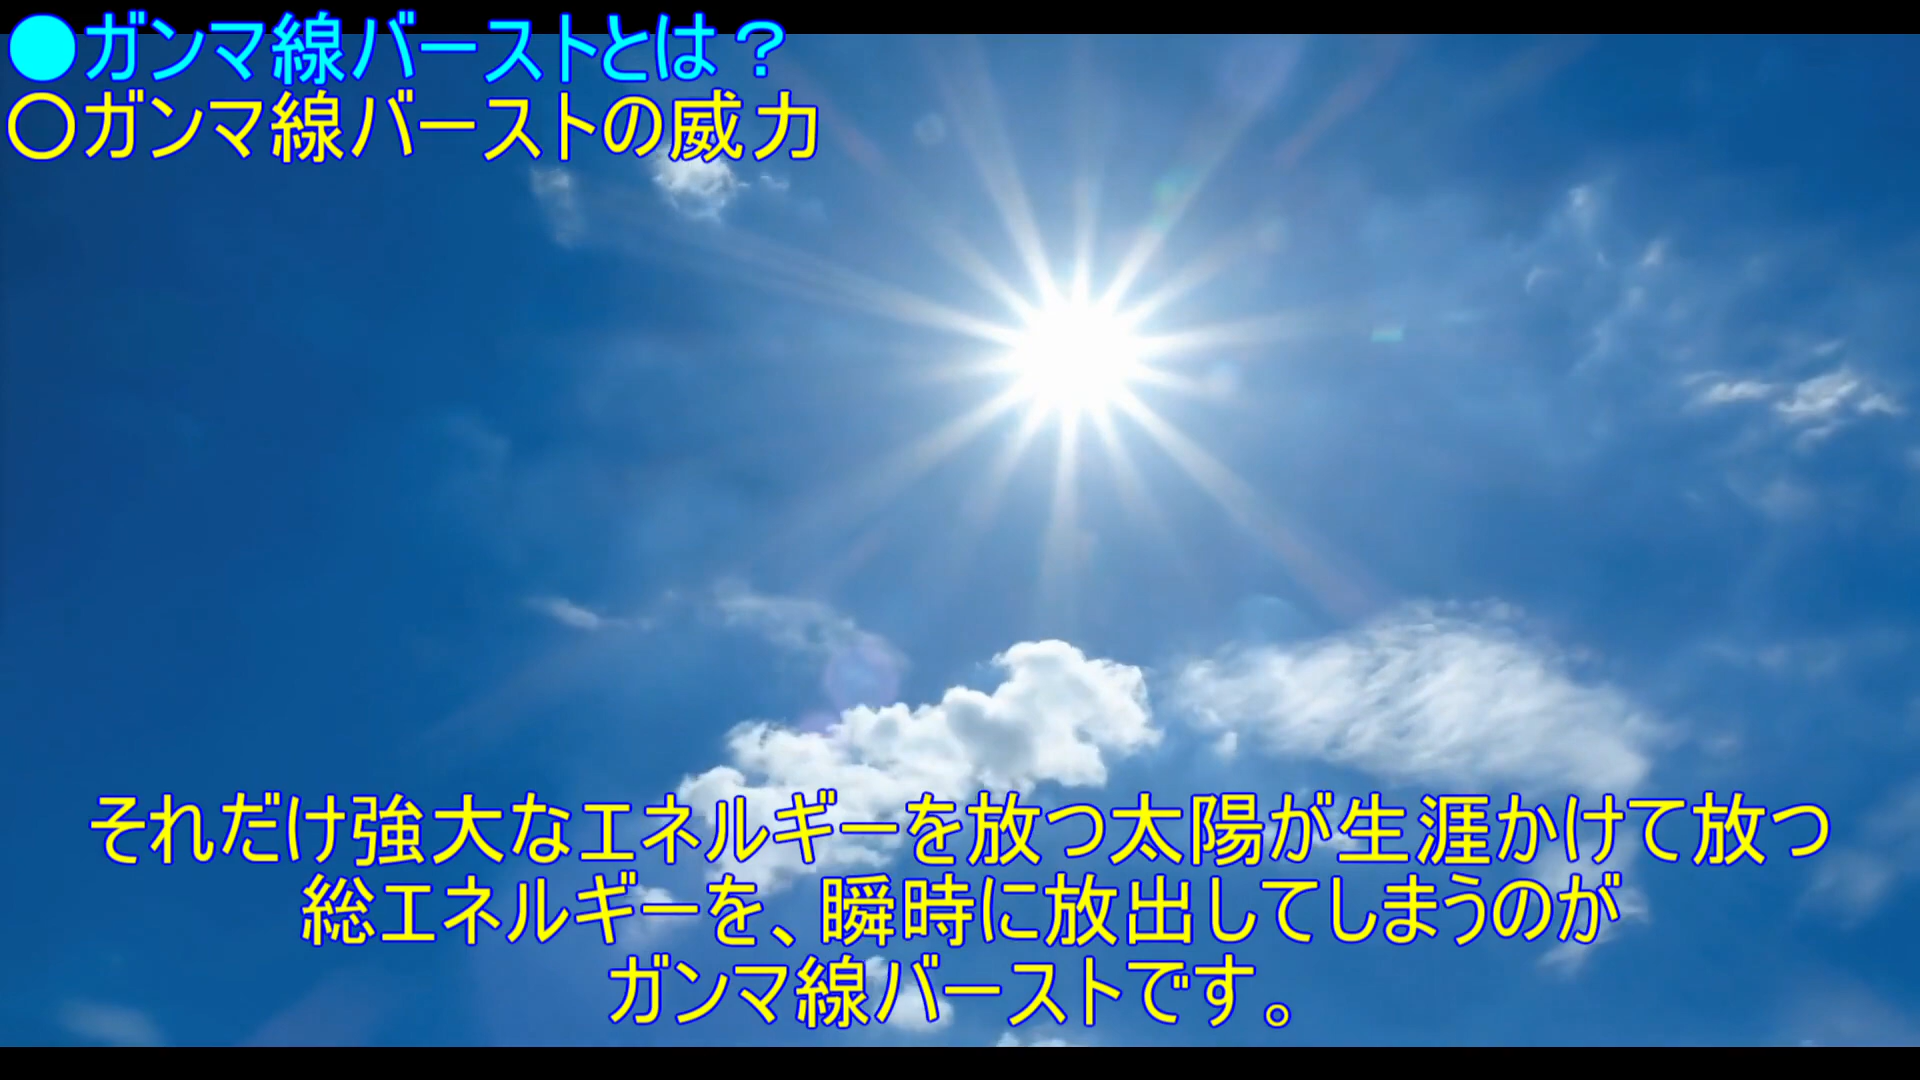 ●ガンマ線バーストとは？
○ガンマ線バーストの威力
それだけ強大なエネルギーを放つ太陽が生涯かけて放つ
総エネルギーを、瞬時に放出してしまうのが
ガンマ線バーストです。